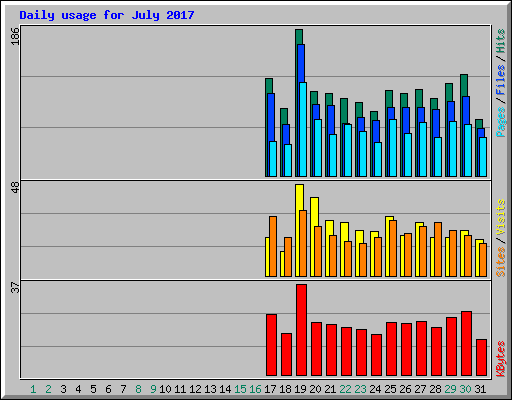 Daily usage for July 2017
186
Pages/Files/Hits
48
Sites/Visits
37
KBytes
1 2 3 4 5 6 7 8 9 10 11 12 13 14 15 16 17 18 19 20 21 22 23 24 25 26 27 28 29 30 31